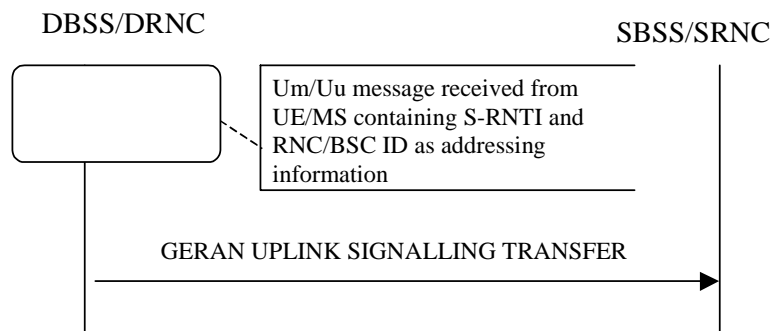 DBSS/DRNC
SBSS/SRNC
Um/Uu message received from
UE/MS containing S-RNTI and
RNC/BSC ID as addressing
information
GERAN UPLINK SIGNALLING TRANSFER